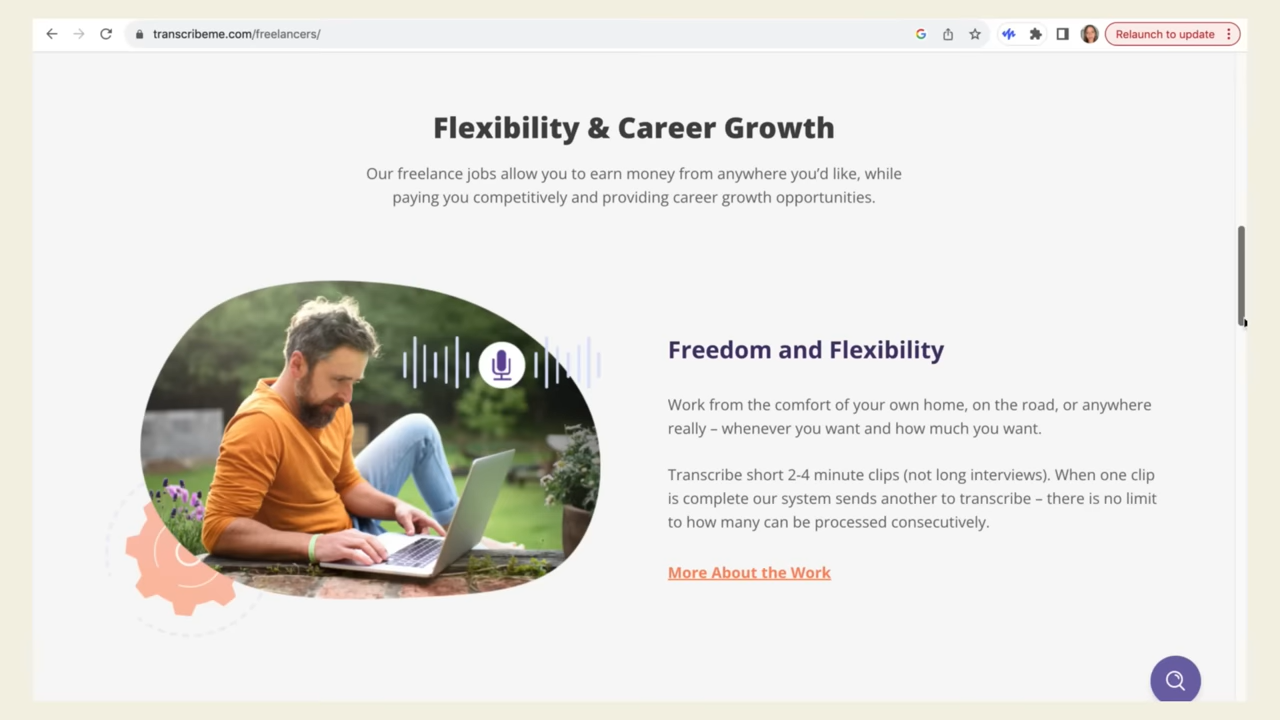 transcribeme.com/freelancers/
Relaunch to update
Flexibility & Career Growth
Our freelance jobs allow you to earn money from anywhere you'd like, while
paying you competitively and providing career growth opportunities.
Freedom and Flexibility
Work from the comfort of your own home, on the road, or anywhere
really – whenever you want and how much you want.
Transcribe short 2-4 minute clips (not long interviews). When one clip
is complete our system sends another to transcribe – there is no limit
to how many can be processed consecutively.
More About the Work